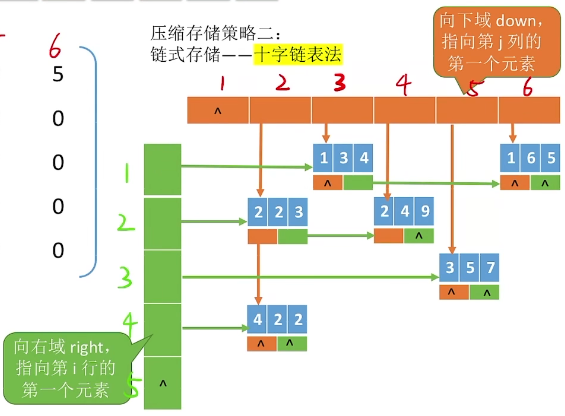 压缩存储策略二：
链式存储——十字链表法
向下域 down，
指向第 j 列的
第一个元素
6
5
0
0
0
0
1 2 3 4 5 6
^
1
1 3 4
^
1 6 5
^ ^
2
2 2 3
2 4 9
^
3
3 5 7
^ ^
4
4 2 2
^ ^
5
^
向右域 right，
指向第 i 行的
第一个元素